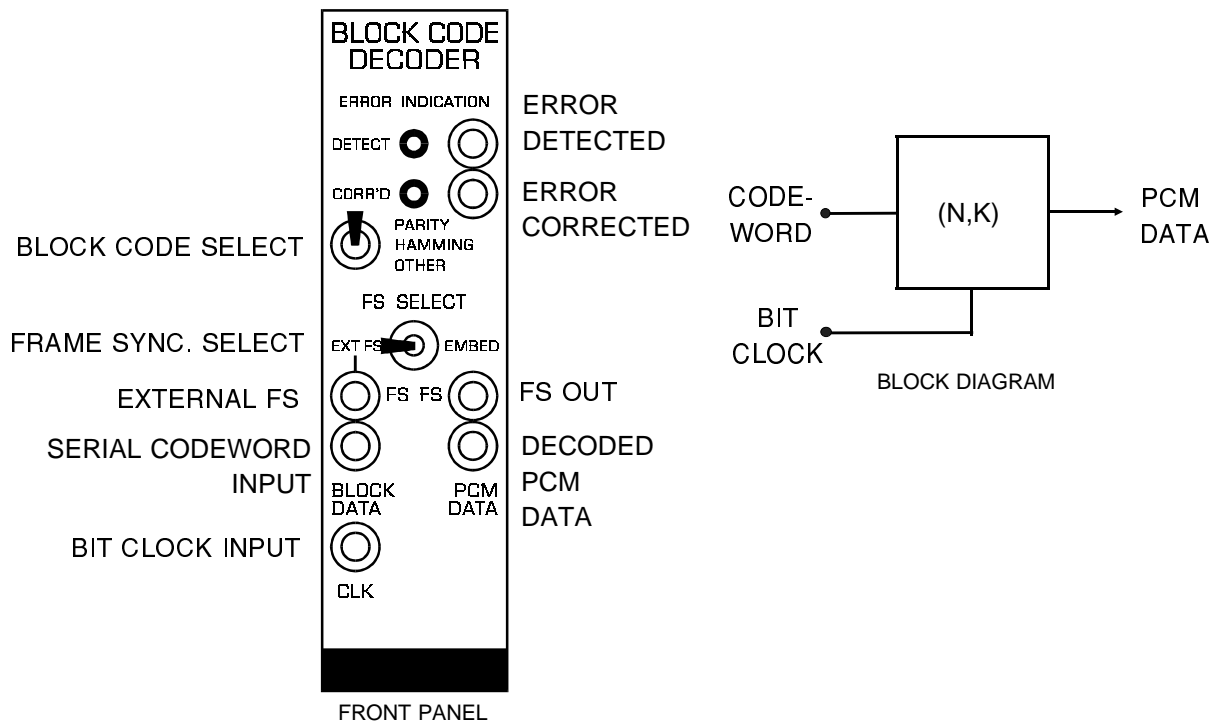 BLOCK CODE
DECODER
ERROR INDICATION
DETECT
CORR'D
ERROR
DETECTED
ERROR
CORRECTED
BLOCK CODE SELECT
PARITY
HAMMING
OTHER
FS SELECT
FRAME SYNC. SELECT
EXT FS
EMBED
EXTERNAL FS
FS FS
FS OUT
SERIAL CODEWORD
INPUT
DECODED
PCM
DATA
BLOCK
DATA
PCM
DATA
BIT CLOCK INPUT
CLK
FRONT PANEL
CODE-
WORD
(N,K)
PCM
DATA
BIT
CLOCK
BLOCK DIAGRAM